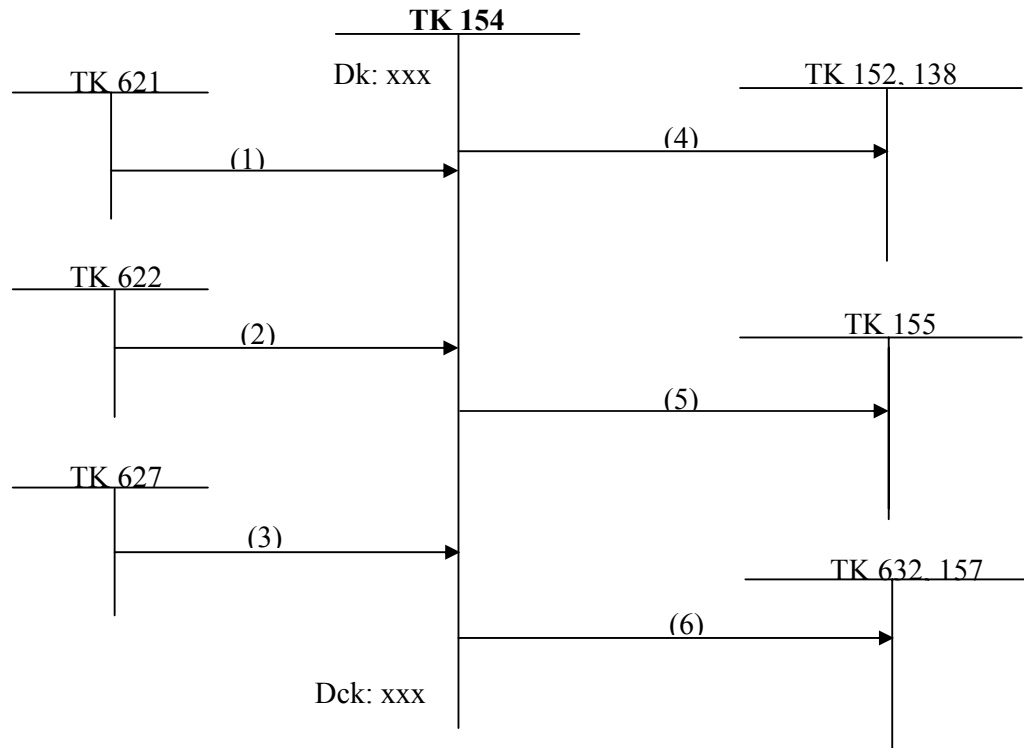 TK 154
Dk: xxx
TK 621
TK 152, 138
(1)
(4)
TK 622
(2)
TK 155
(5)
TK 627
(3)
TK 632, 157
(6)
Dck: xxx